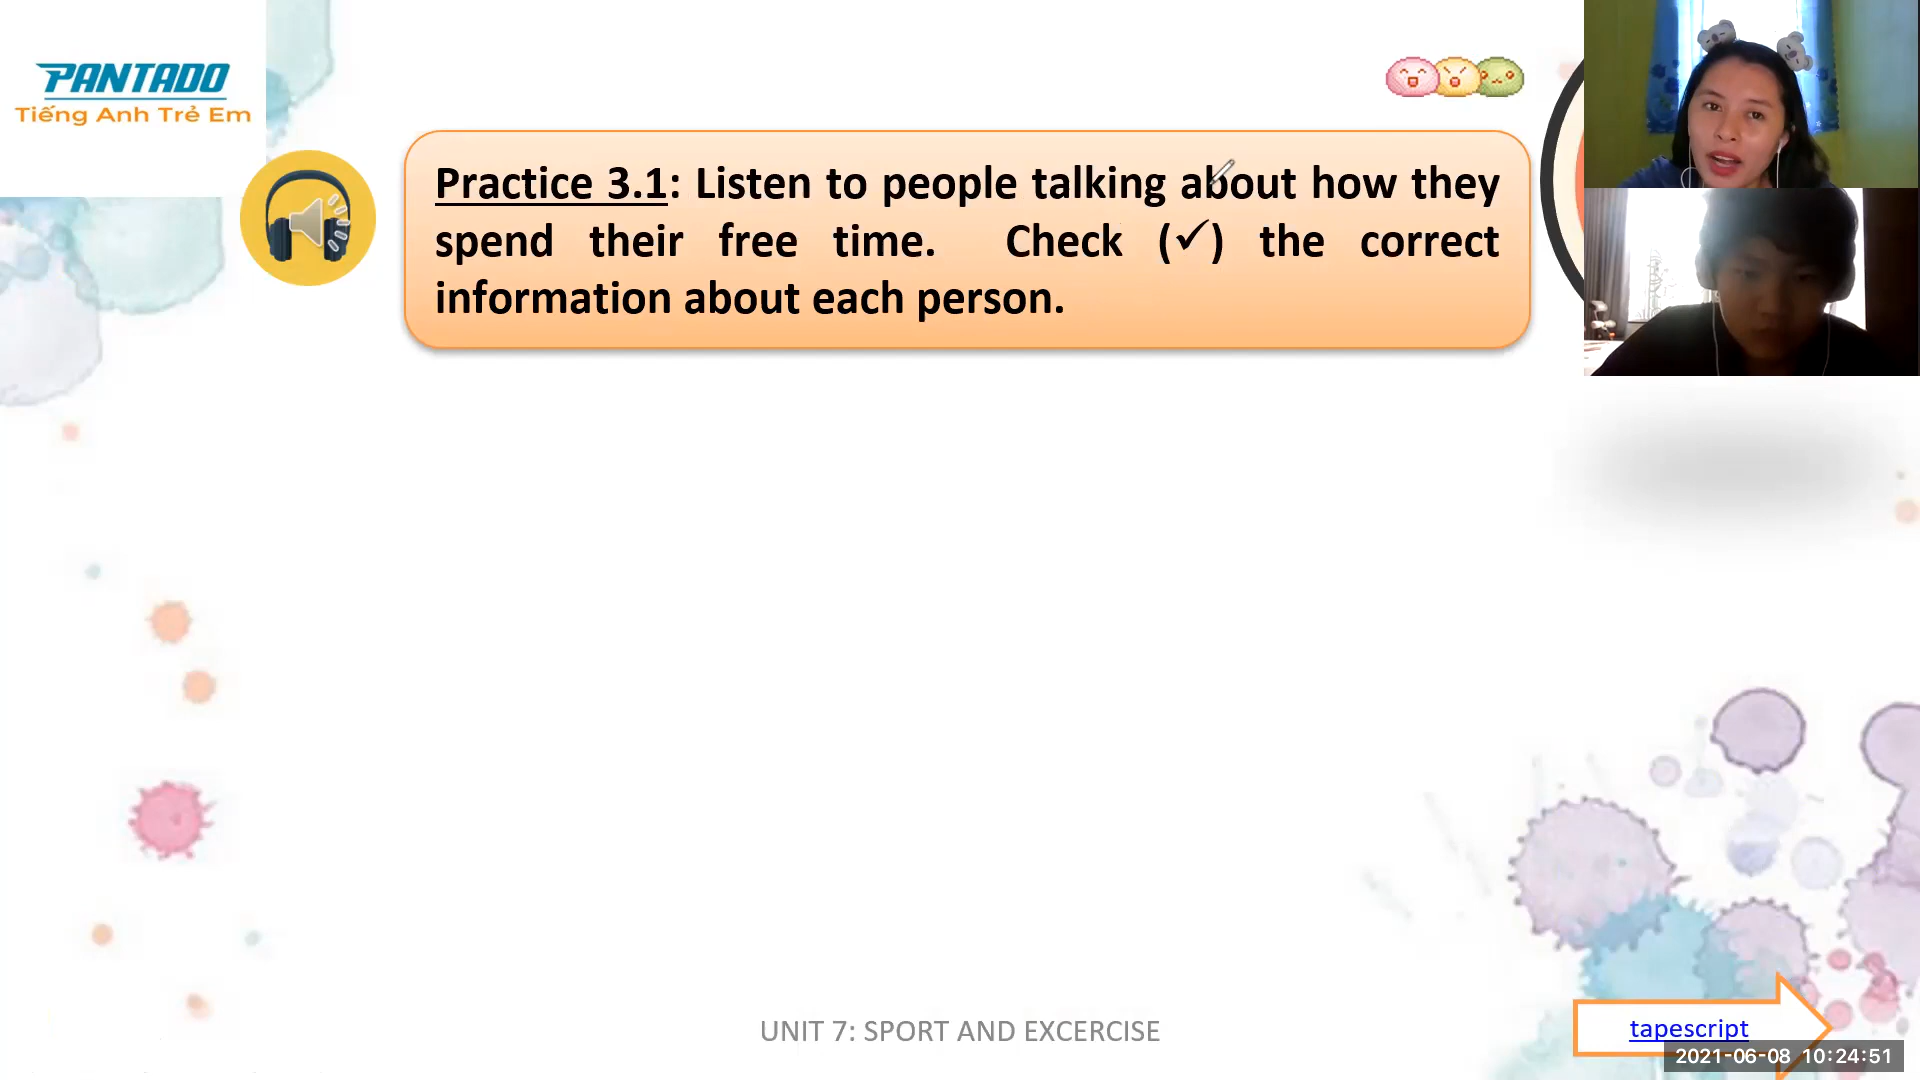 PANTADO
Tiếng Anh Trẻ Em
Practice 3.1: Listen to people talking about how they
spend their free time. Check (✓) the correct
information about each person.
UNIT 7: SPORT AND EXCERCISE
tapescript
2021-06-08 10:24:51